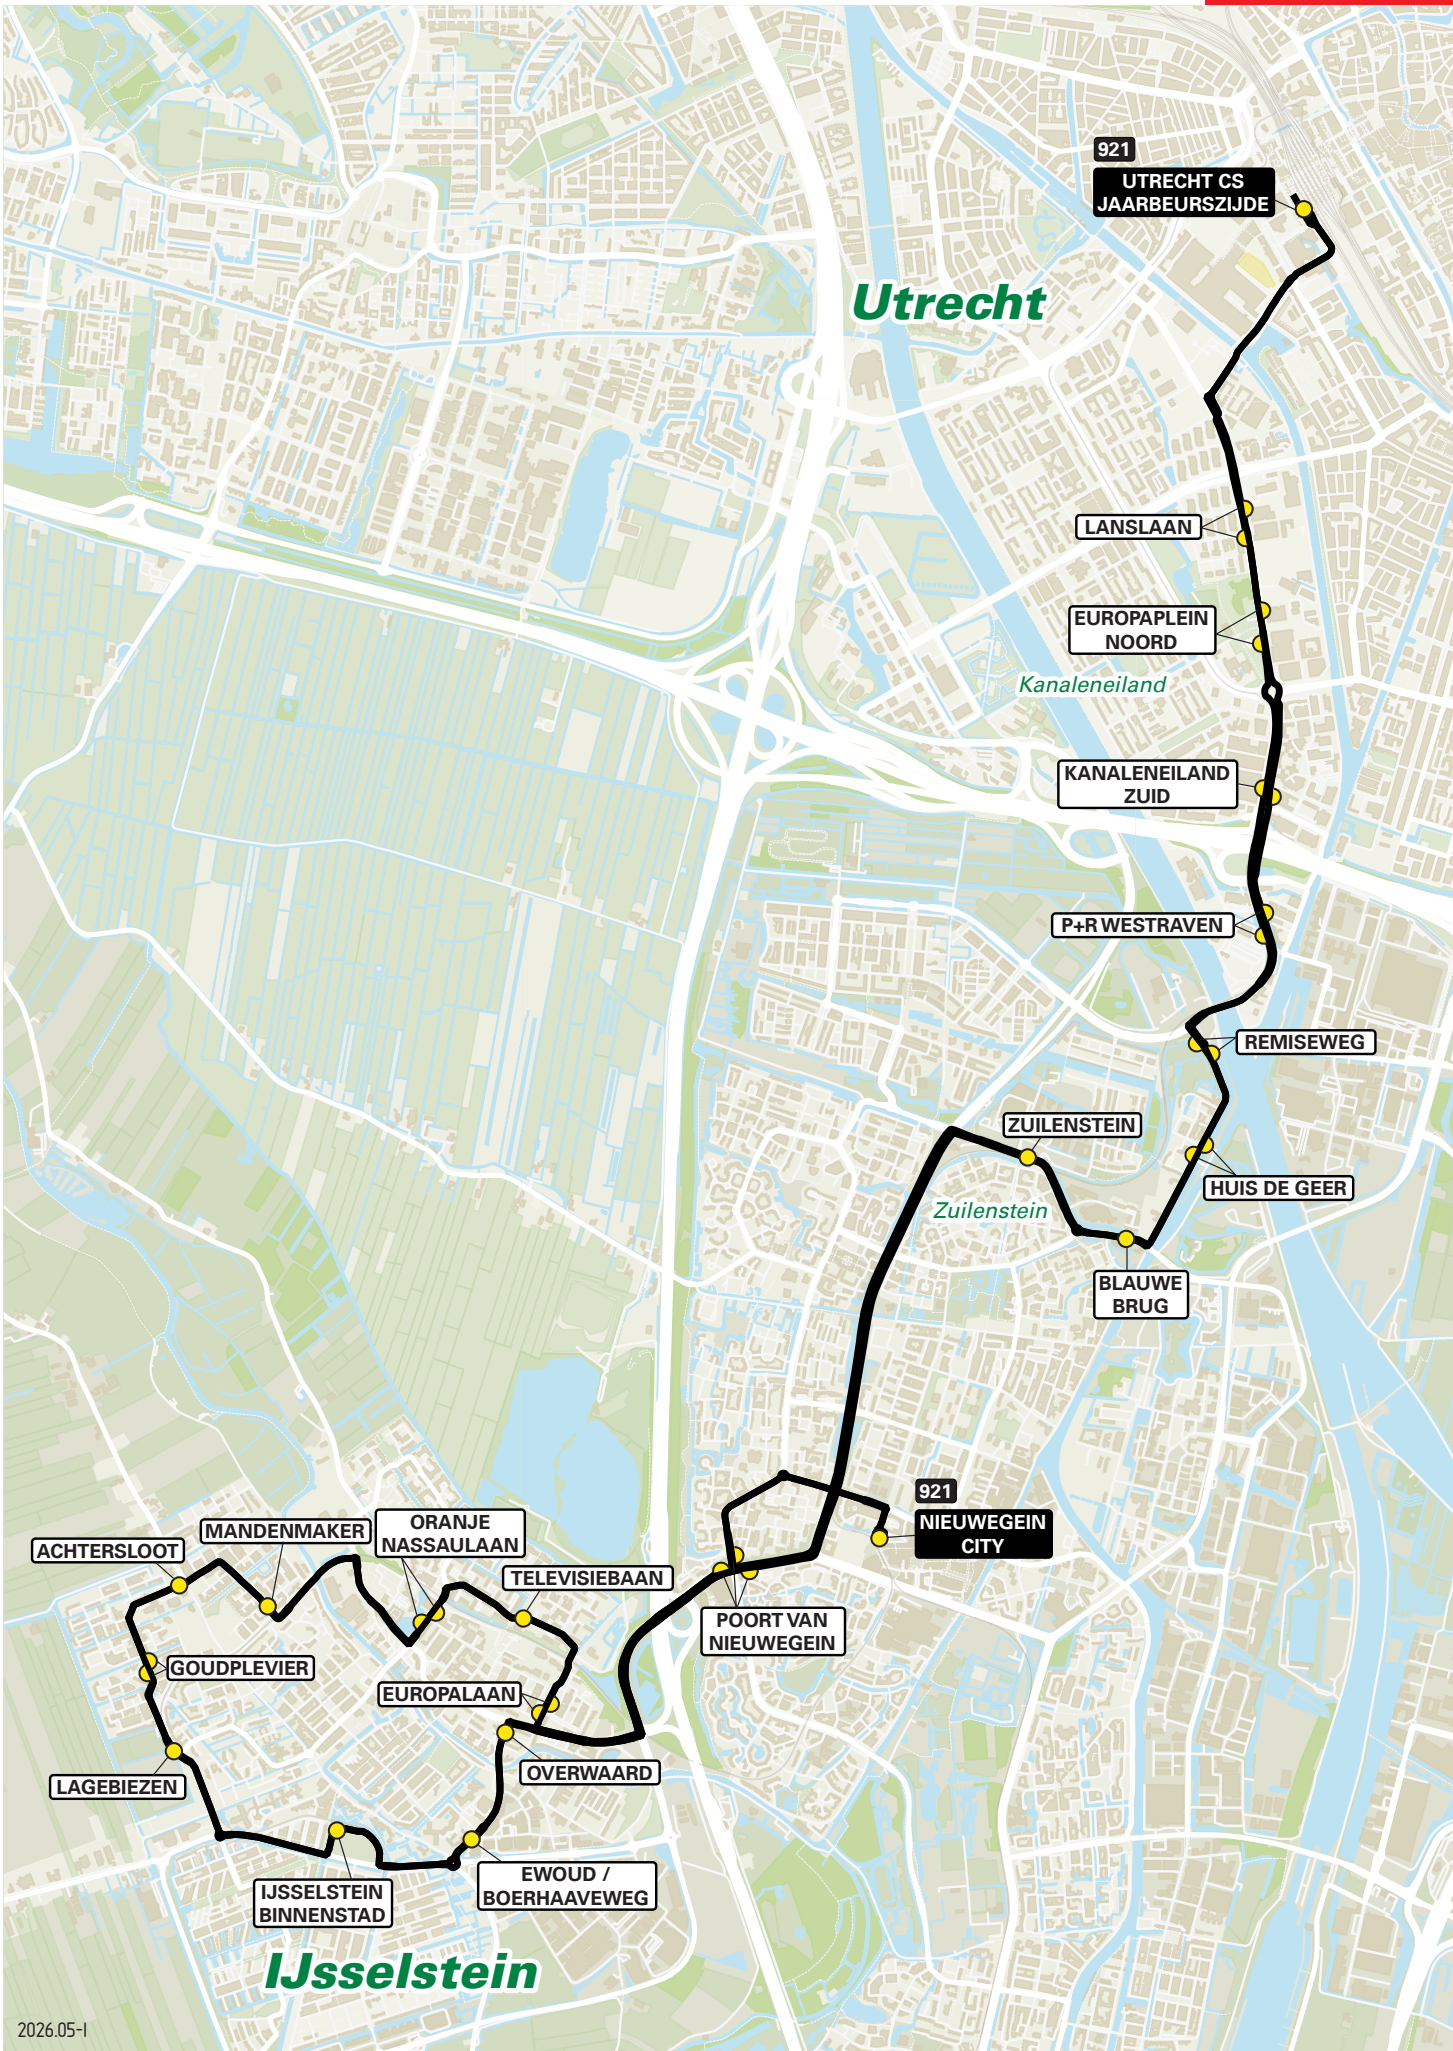 921
UTRECHT CS
JAARBEURSZIJDE
Utrecht
LANSLAAN
EUROPAPLEIN
NOORD
Kanaleneiland
KANALENEILAND
ZUID
P+R WESTRAVEN
REMISEWEG
ZUILENSTEIN
HUIS DE GEER
Zuilenstein
BLAUWE
BRUG
921
NIEUWEGEIN
CITY
ORANJE
NASSAULAAN
MANDENMAKER
ACHTERSLOOT
TELEVISIEBAAN
POORT VAN
NIEUWEGEIN
GOUDPLEVIER
EUROPALAAN
OVERWAARD
LAGEBIEZEN
EWOUD /
BOERHAAVEWEG
IJSSELSTEIN
BINNENSTAD
IJsselstein
2026.05-I